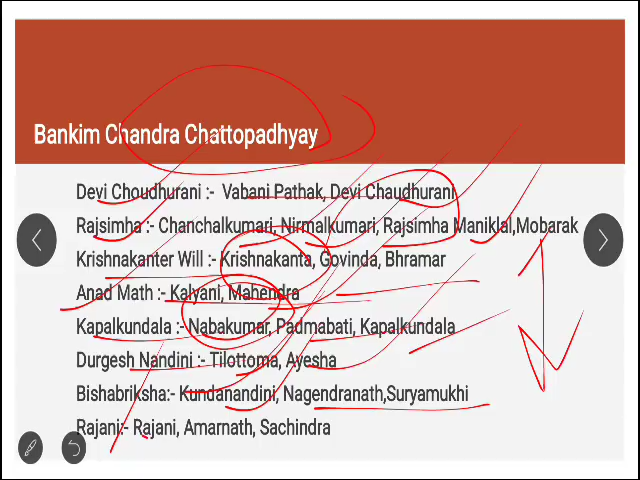 Bankim Chandra Chattopadhyay
Devi Choudhurani :- Vabani Pathak, Devi Chaudhurani
Rajsimha :- Chanchalkumari, Nirmalkumari, Rajsimha Maniklal,Mobarak
Krishnakanter Will :- Krishnakanta, Govinda, Bhramar
Anad Math :- Kalyani, Mahendra
Kapalkundala :- Nabakumar, Padmabati, Kapalkundala
Durgesh Nandini :- Tilottoma, Ayesha
Bishabriksha:- Kundanandini, Nagendranath,Suryamukhi
Rajani:- Rajani, Amarnath, Sachindra